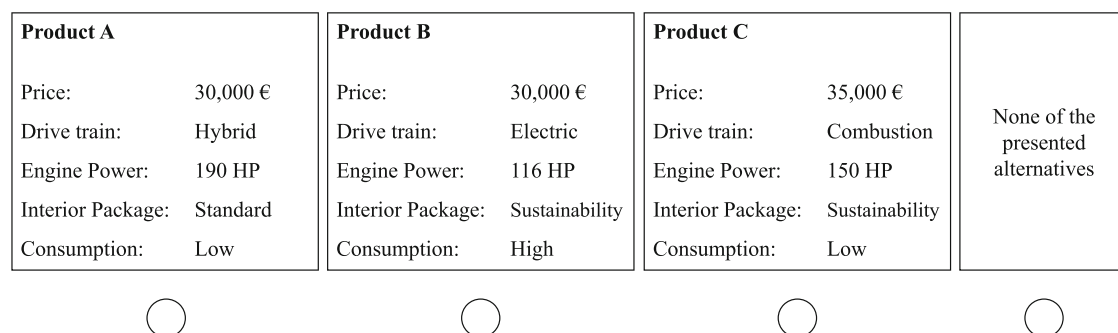 Product A
Price: 30,000 €
Drive train: Hybrid
Engine Power: 190 HP
Interior Package: Standard
Consumption: Low
Product B
Price: 30,000 €
Drive train: Electric
Engine Power: 116 HP
Interior Package: Sustainability
Consumption: High
Product C
Price: 35,000 €
Drive train: Combustion
Engine Power: 150 HP
Interior Package: Sustainability
Consumption: Low
None of the
presented
alternatives